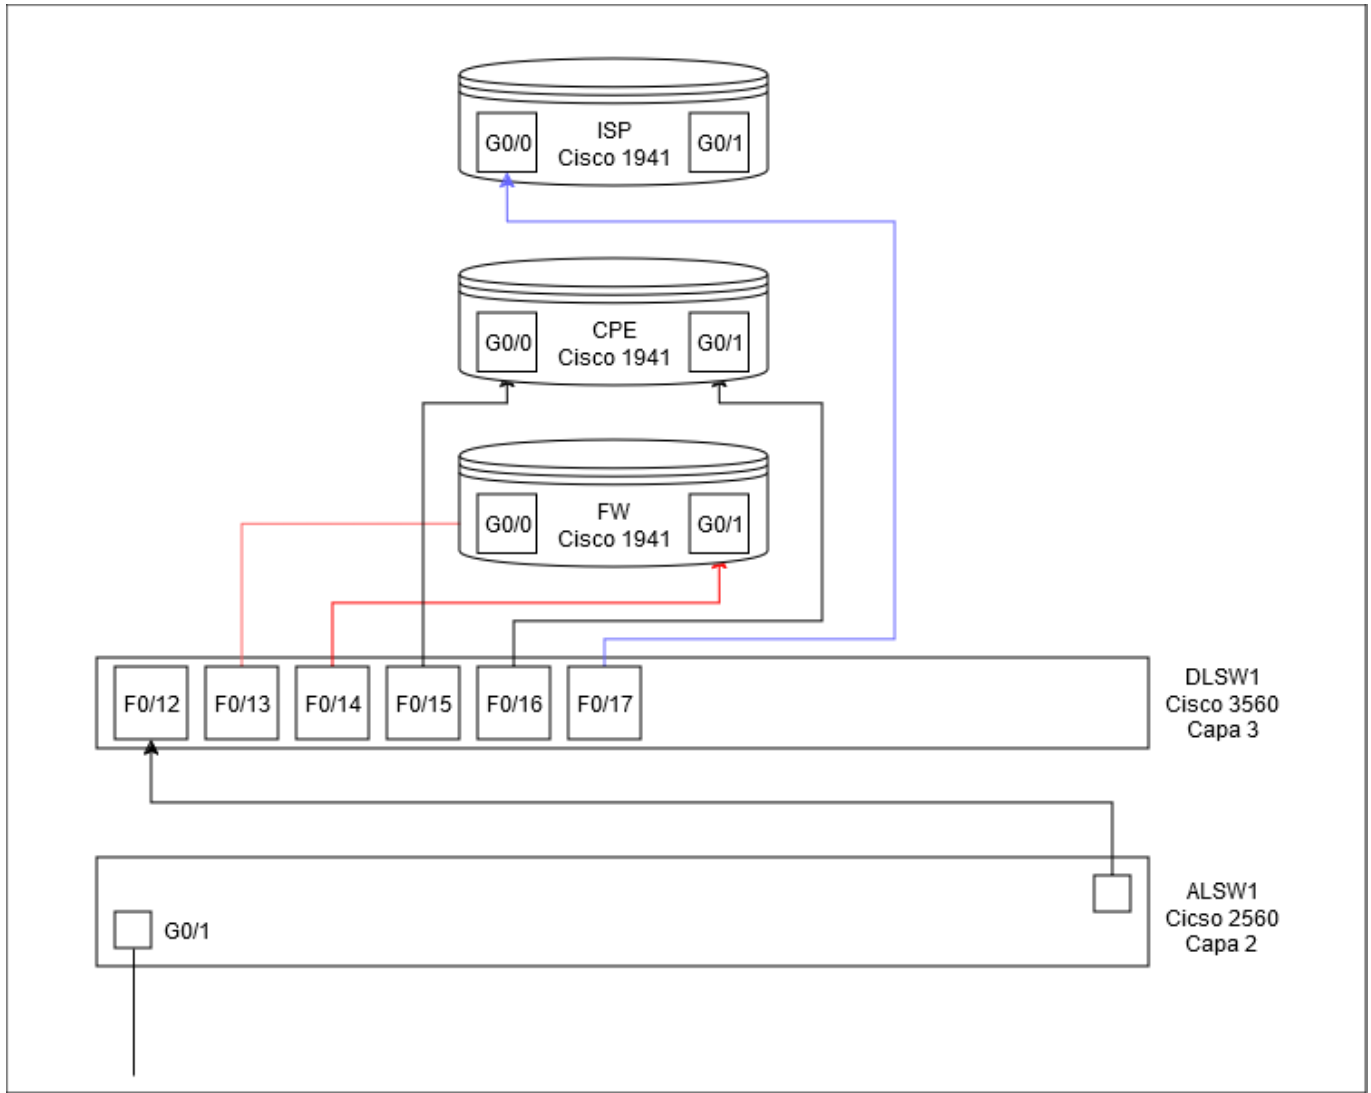 ISP
G0/0
Cisco 1941
G0/1
CPE
G0/0
Cisco 1941
G0/1
FW
G0/0
Cisco 1941
G0/1
F0/12
F0/13
F0/14
F0/15
F0/16
F0/17
DLSW1
Cisco 3560
Capa 3
ALSW1
Cicso 2560
Capa 2
G0/1